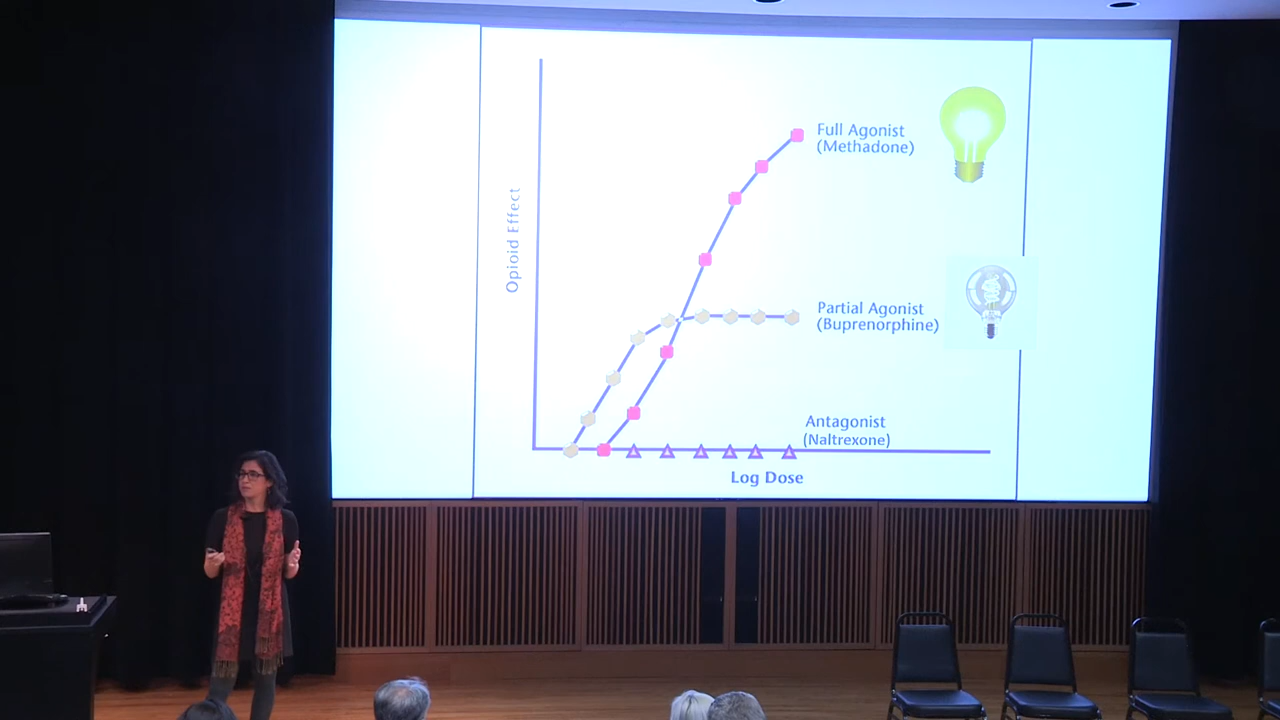 Full Agonist
(Methadone)
Opioid Effect
Partial Agonist
(Buprenorphine)
Antagonist
(Naltrexone)
Log Dose